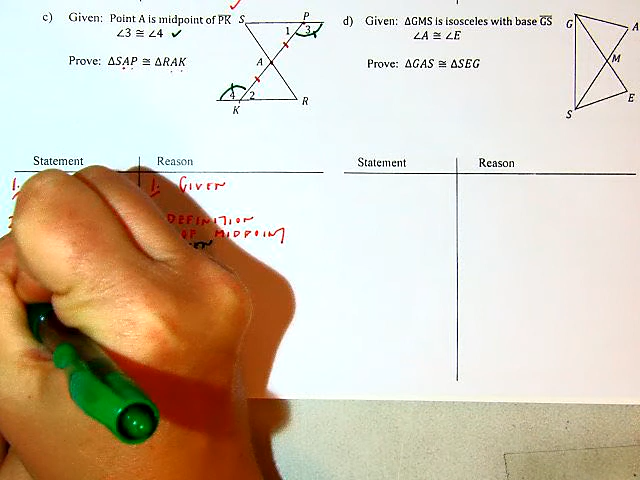 c) Given: Point A is midpoint of PK
∠3 ≅ ∠4 ✓
Prove: ΔSAP ≅ ΔRAK
S P
1 3
A
4 2
K R
d) Given: ΔGMS is isosceles with base GS
∠A ≅ ∠E
Prove: ΔGAS ≅ ΔSEG
G A
M
E
S
Statement Reason
1. 1. GIVEN
DEFINITION
OF MIDPOINT
Statement Reason